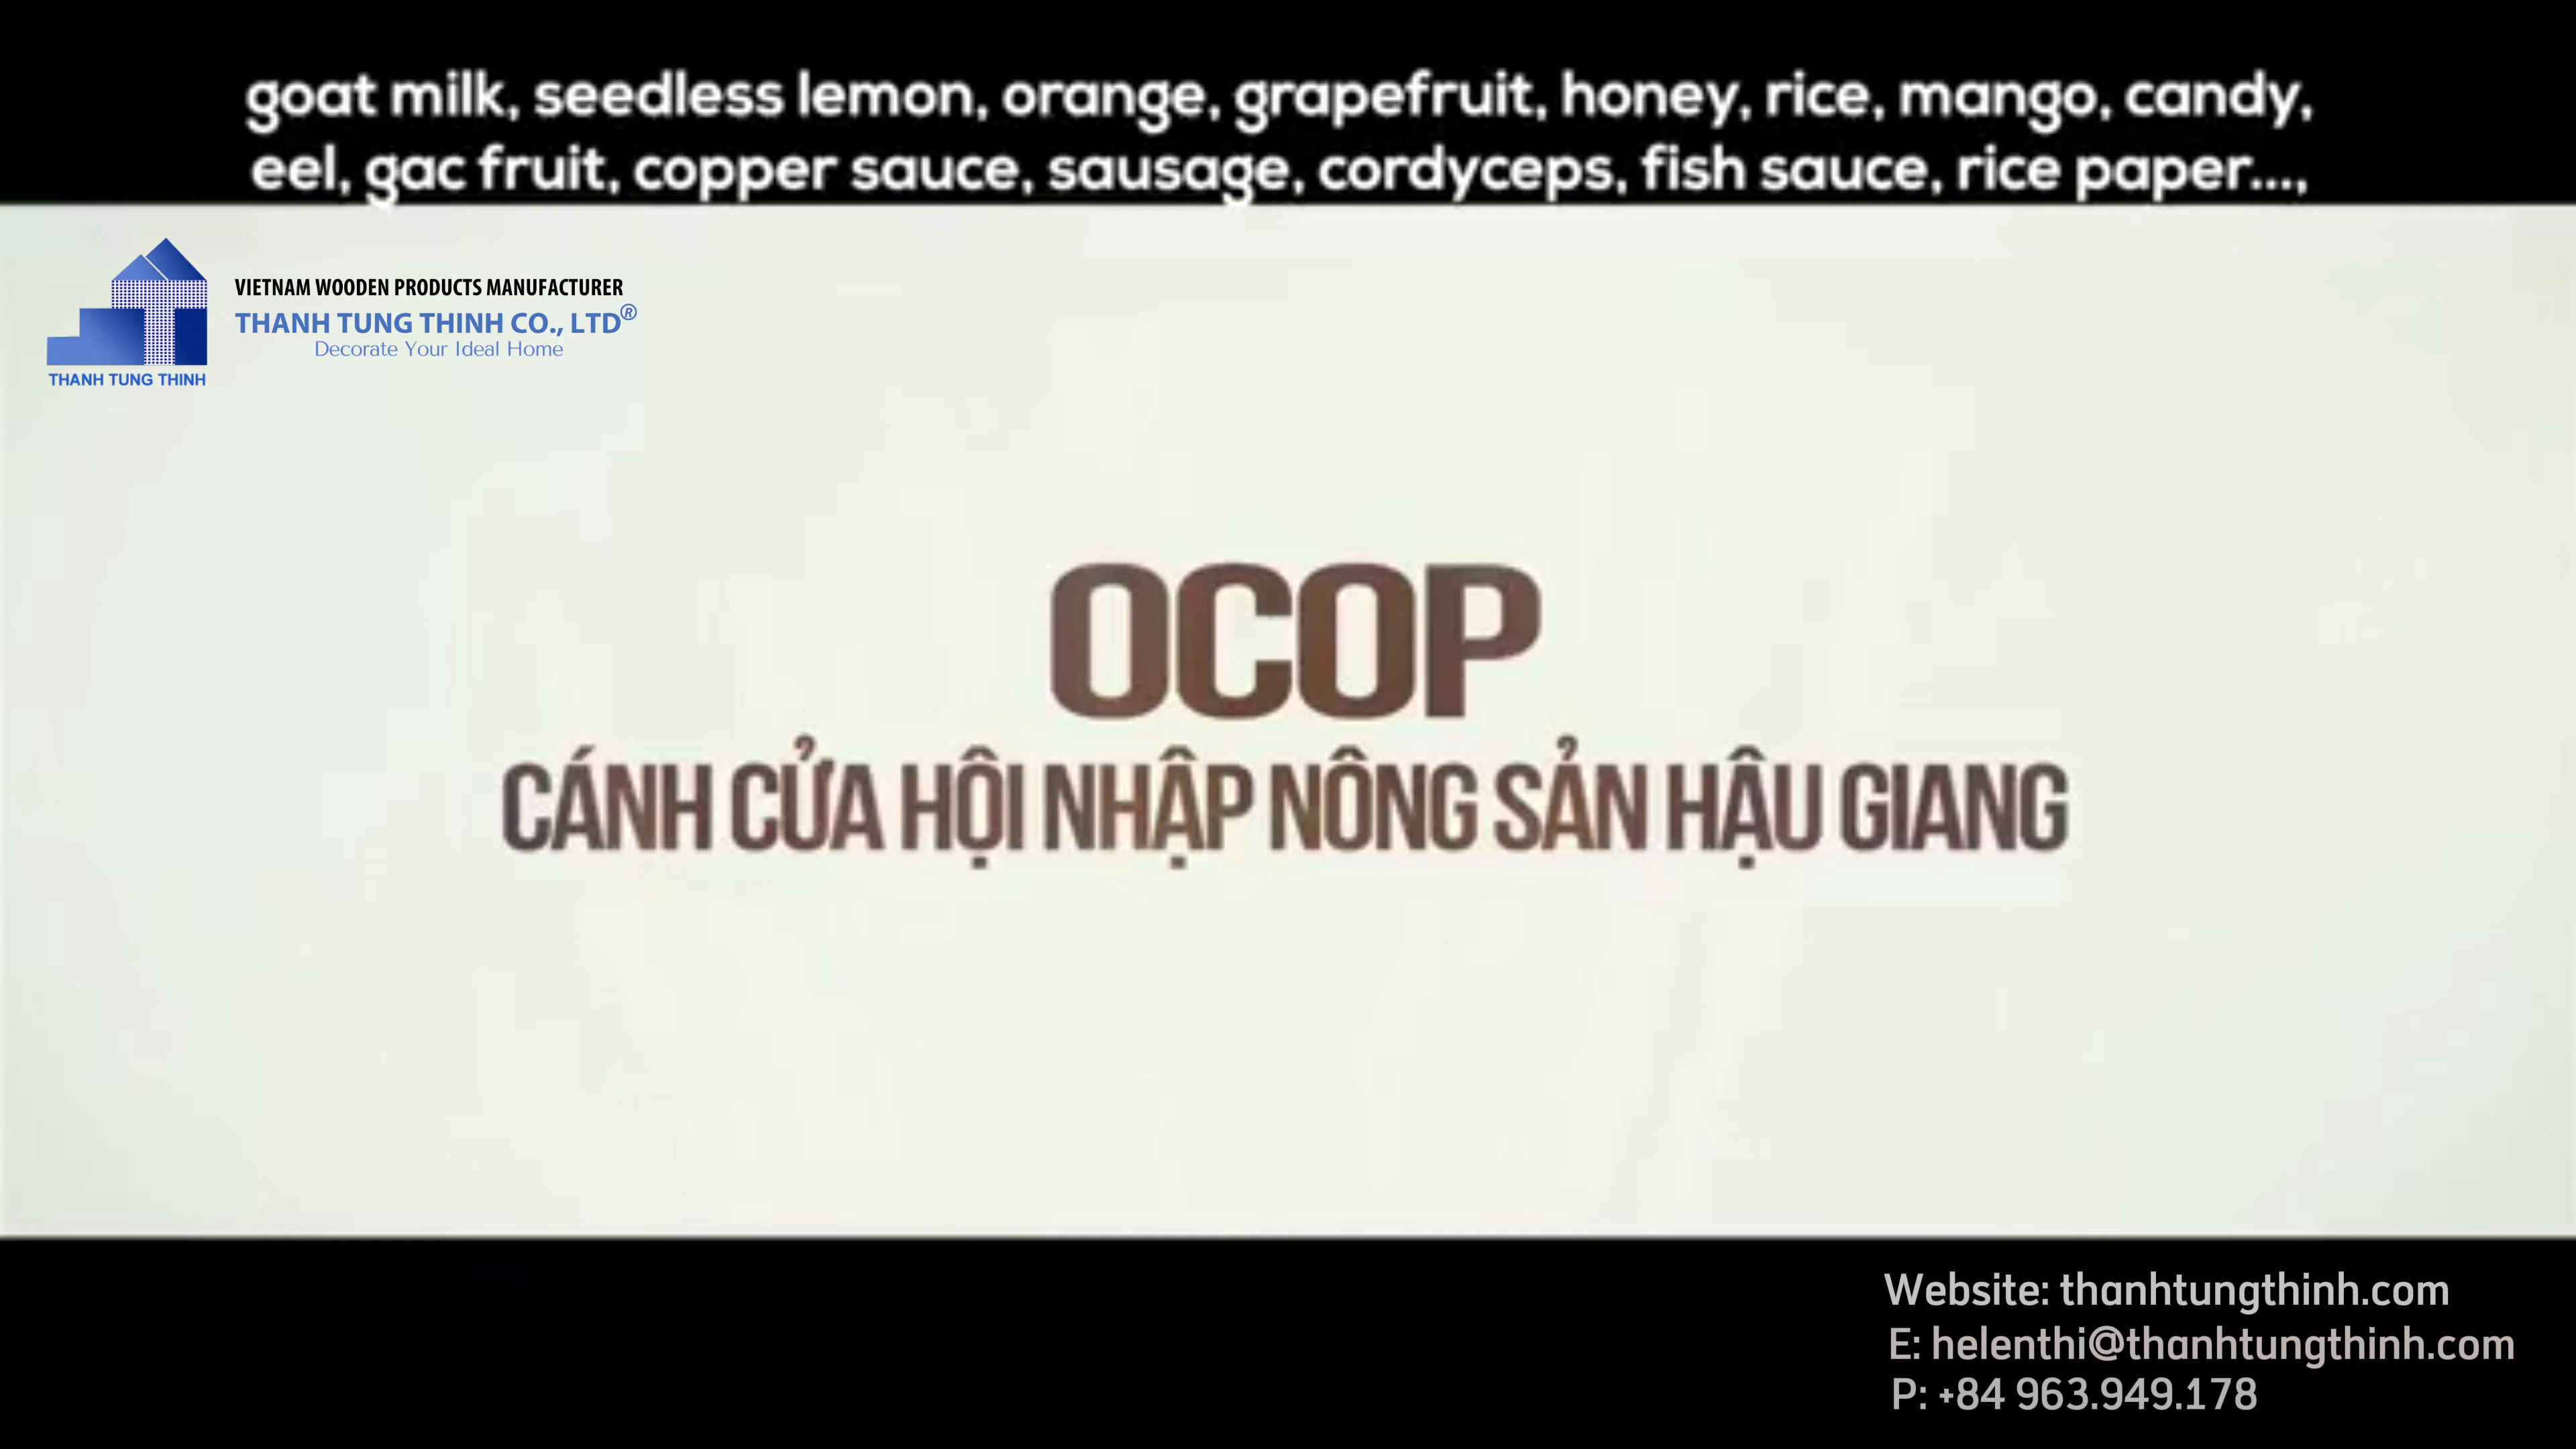 goat milk, seedless lemon, orange, grapefruit, honey, rice, mango, candy,
eel, gac fruit, copper sauce, sausage, cordyceps, fish sauce, rice paper...,
VIETNAM WOODEN PRODUCTS MANUFACTURER
THANH TUNG THINH CO., LTD®
Decorate Your Ideal Home
THANH TUNG THINH
OCOP
CÁNH CỬA HỘI NHẬP NÔNG SẢN HẬU GIANG
Website: thanhtungthinh.com
E: helenthi@thanhtungthinh.com
P: +84 963.949.178